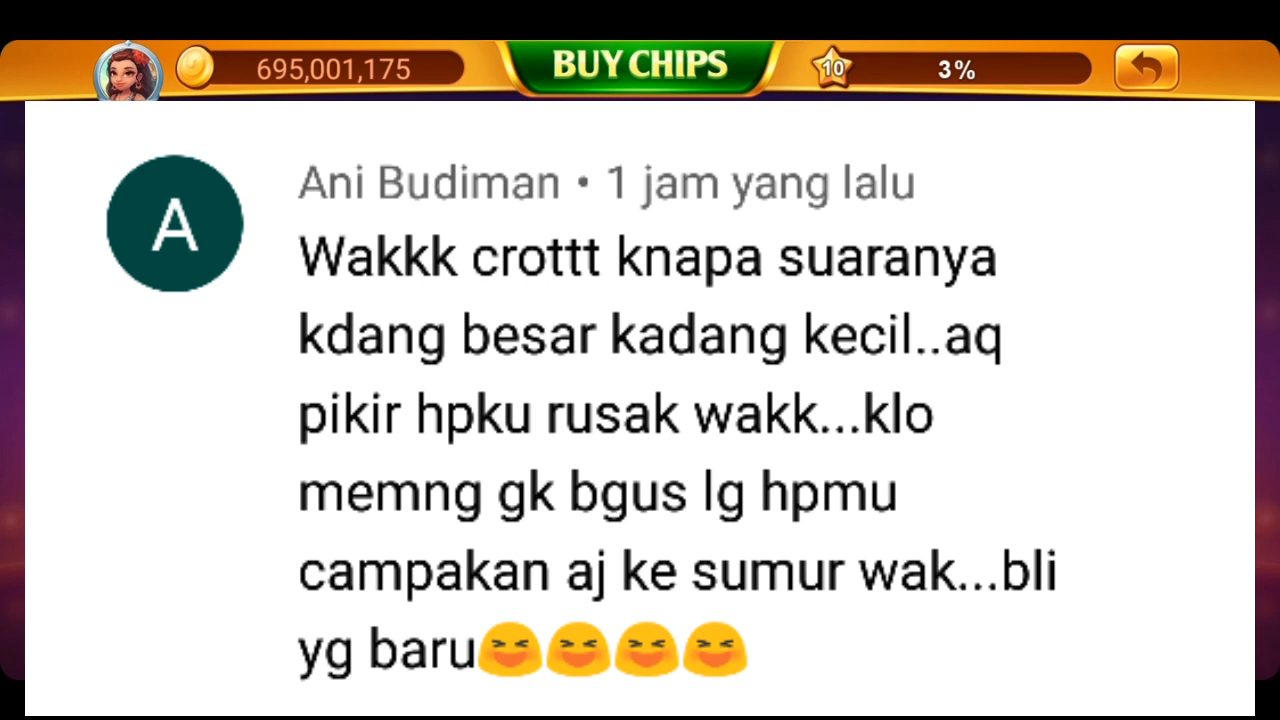 695,001,175
BUY CHIPS
10
3%
A
Ani Budiman • 1 jam yang lalu
Wakkk crottt knapa suaranya
kdang besar kadang kecil..aq
pikir hpku rusak wakk...klo
memng gk bgus lg hpmu
campakan aj ke sumur wak...bli
yg baru😆😆😆😆